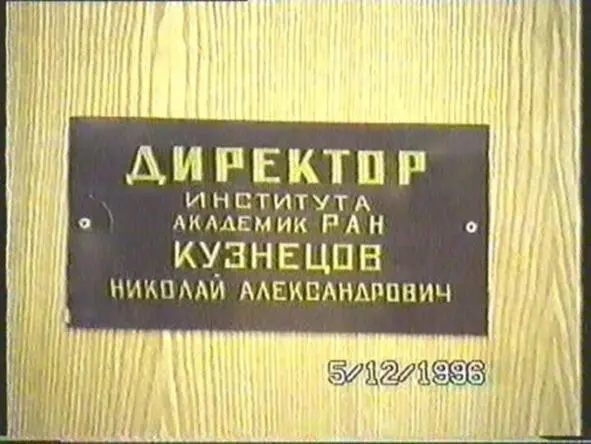 ДИРЕКТОР
ИНСТИТУТА
АКАДЕМИК РАН
КУЗНЕЦОВ
НИКОЛАЙ АЛЕКСАНДРОВИЧ
5/12/1996